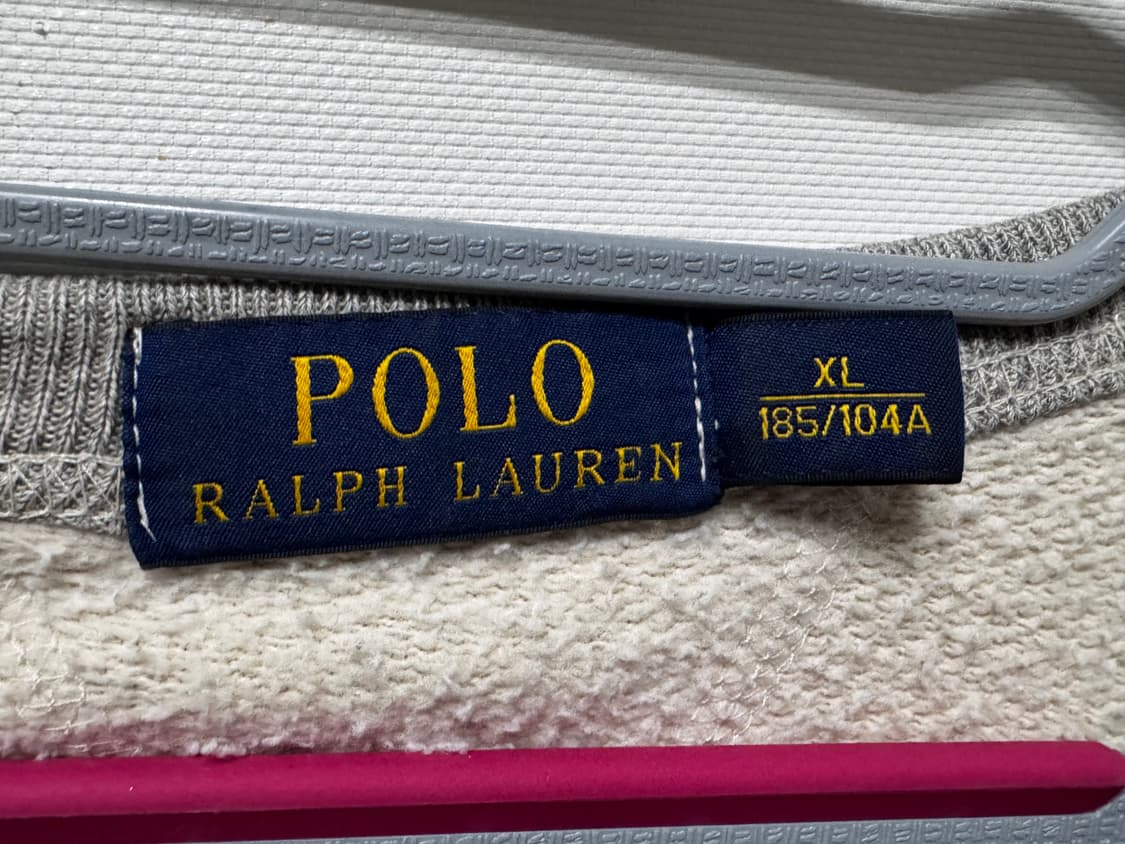 POLO
RALPH LAUREN
XL
185/104A